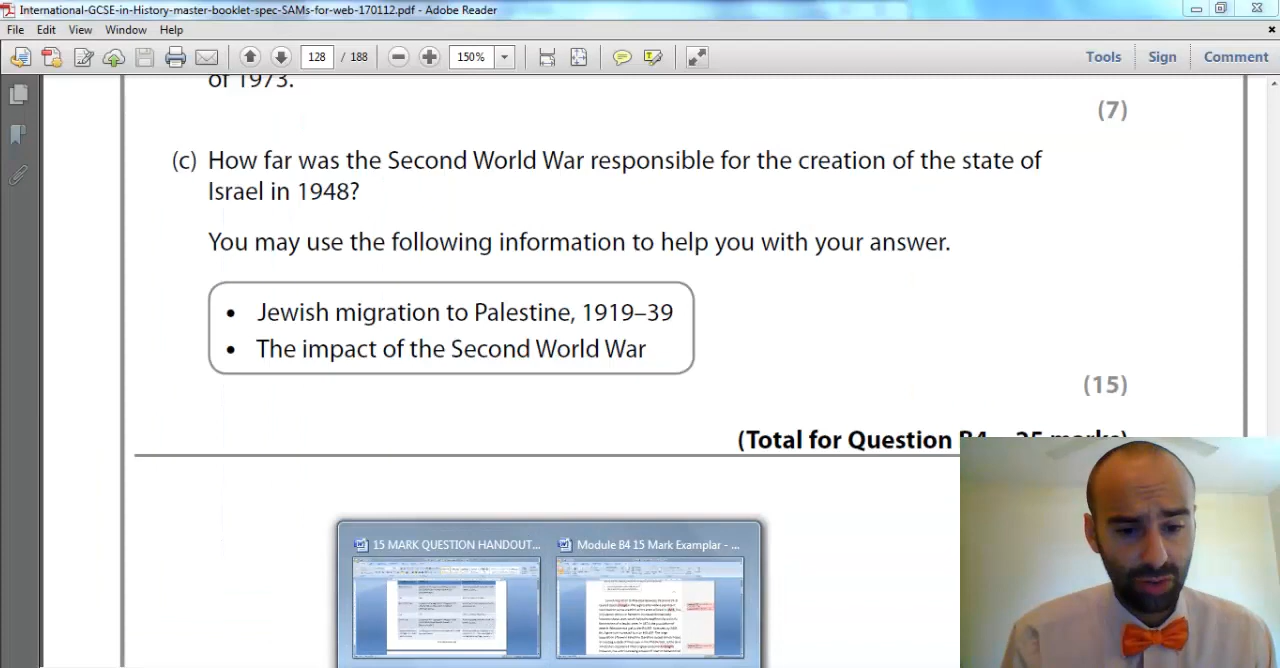 International-GCSE-in-History-master-booklet-spec-SAMs-for-web-170112.pdf - Adobe Reader
File Edit View Window Help
128 / 188 150% Tools Sign Comment
of 1973.
(7)
(c) How far was the Second World War responsible for the creation of the state of
Israel in 1948?
You may use the following information to help you with your answer.
• Jewish migration to Palestine, 1919–39
• The impact of the Second World War
(15)
(Total for Question B4 = 25 marks)
15 MARK QUESTION HANDOUT... Module B4 15 Mark Examplar - ...